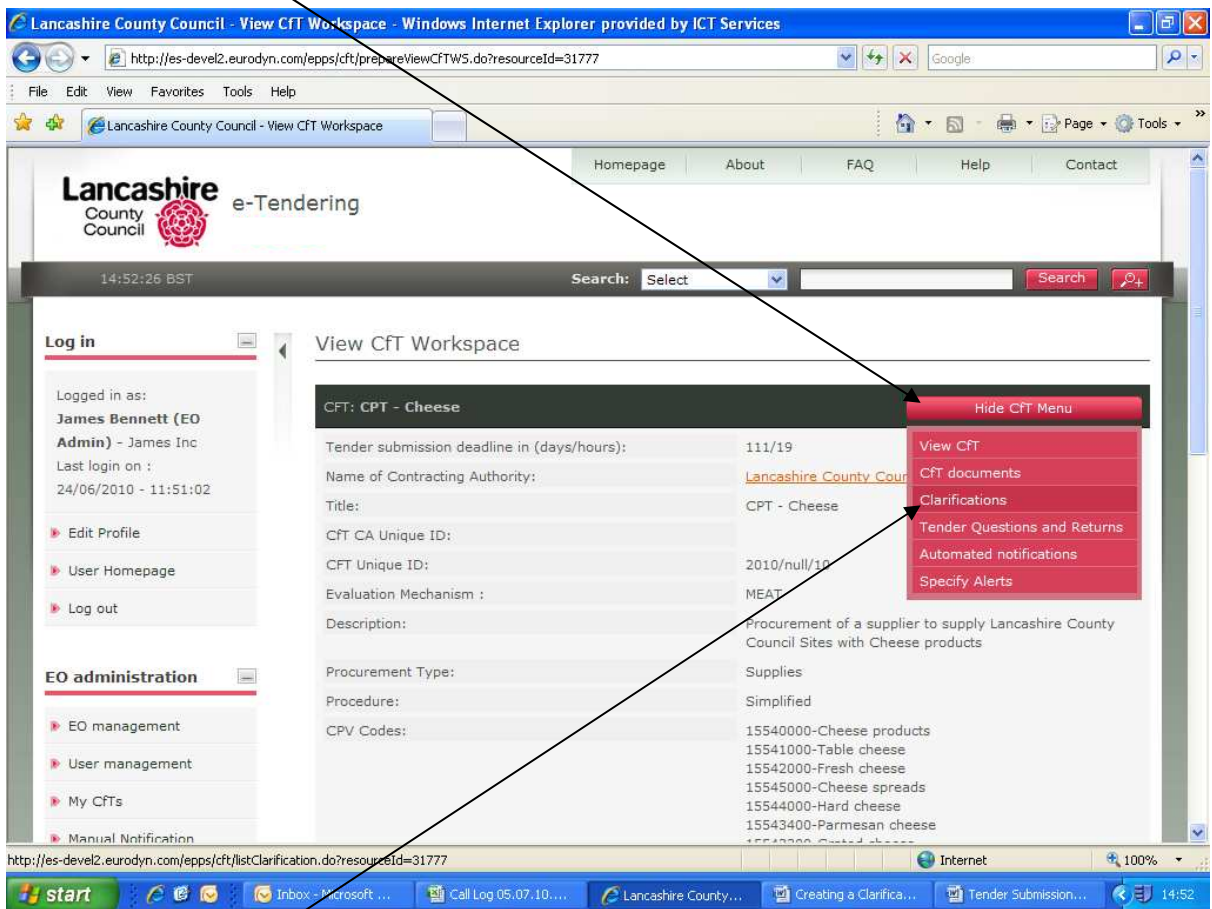 Lancashire County Council - View CfT Workspace - Windows Internet Explorer provided by ICT Services
http://es-devel2.eurodyn.com/epps/cft/prepareViewCfTWS.do?resourceId=31777
Google
File Edit View Favorites Tools Help
Lancashire County Council - View CfT Workspace
Page Tools
Homepage About FAQ Help Contact
Lancashire
County
Council
e-Tendering
14:52:26 BST
Search: Select Search
Log in
View CfT Workspace
Logged in as:
James Bennett (EO
Admin) - James Inc
Last login on :
24/06/2010 - 11:51:02
Edit Profile
User Homepage
Log out
EO administration
EO management
User management
My CfTs
Manual Notification
CFT: CPT - Cheese
Hide CfT Menu
View CfT
CfT documents
Clarifications
Tender Questions and Returns
Automated notifications
Specify Alerts
Tender submission deadline in (days/hours): 111/19
Name of Contracting Authority: Lancashire County Cour
Title: CPT - Cheese
CfT CA Unique ID:
CFT Unique ID: 2010/null/10
Evaluation Mechanism : MEAT
Description: Procurement of a supplier to supply Lancashire County
Council Sites with Cheese products
Procurement Type: Supplies
Procedure: Simplified
CPV Codes: 15540000-Cheese products
15541000-Table cheese
15542000-Fresh cheese
15545000-Cheese spreads
15544000-Hard cheese
15543400-Parmesan cheese
http://es-devel2.eurodyn.com/epps/cft/listClarification.do?resourceId=31777
Internet 100%
start Inbox - Microsoft ... Call Log 05.07.10.... Lancashire County... Creating a Clarifica... Tender Submission... 14:52